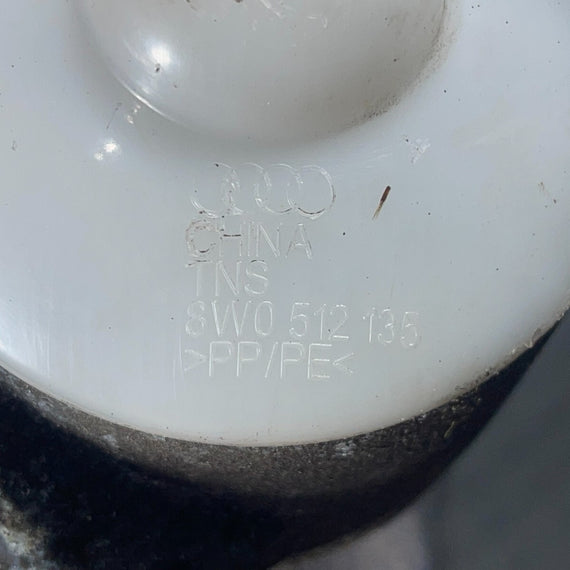 CHINA
TNS
8W0 512 135
>PP/PE<